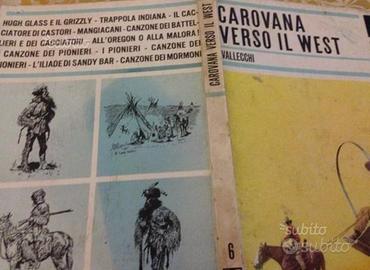 HUGH GLASS E IL GRIZZLY - TRAPPOLA INDIANA - IL CAC-
CIATORE DI CASTORI - MANGIACANI - CANZONE DEI BATTEL-
LIERI E DEI CACCIATORI - ALL'OREGON O ALLA MALORA!
CANZONE DEI PIONIERI - I PIONIERI - CANZONE DEI
PIONIERI - L'ILIADE DI SANDY BAR - CANZONE DEI MORMONI
CAROVANA VERSO IL WEST
6
CAROVANA
VERSO IL WEST
VALLECCHI
subito
subito